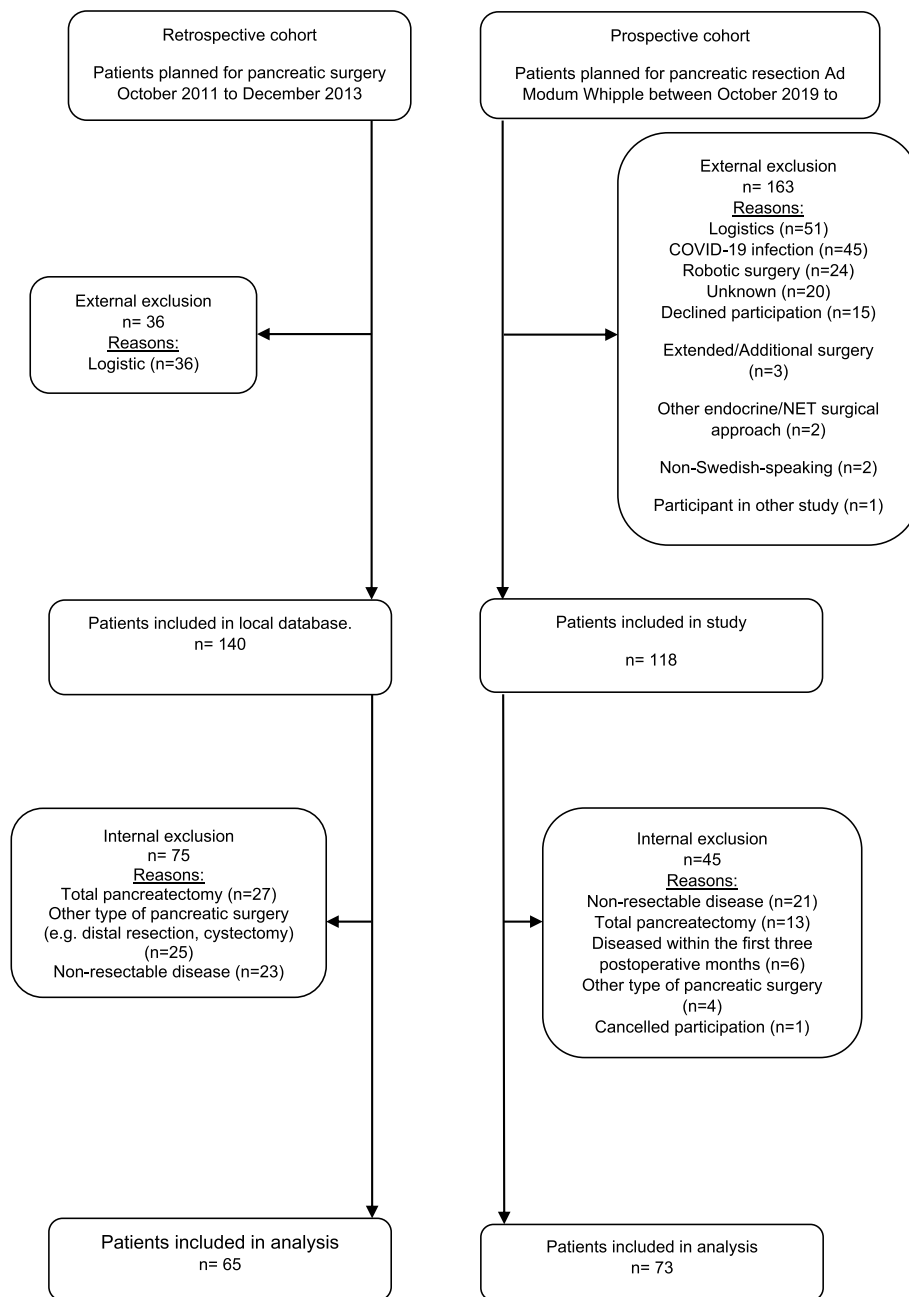 Retrospective cohort
Patients planned for pancreatic surgery
October 2011 to December 2013
Prospective cohort
Patients planned for pancreatic resection Ad
Modum Whipple between October 2019 to
External exclusion
n= 163
Reasons:
Logistics (n=51)
COVID-19 infection (n=45)
Robotic surgery (n=24)
Unknown (n=20)
Declined participation (n=15)
Extended/Additional surgery
(n=3)
Other endocrine/NET surgical
approach (n=2)
Non-Swedish-speaking (n=2)
Participant in other study (n=1)
External exclusion
n= 36
Reasons:
Logistic (n=36)
Patients included in local database.
n= 140
Patients included in study
n= 118
Internal exclusion
n= 75
Reasons:
Total pancreatectomy (n=27)
Other type of pancreatic surgery
(e.g. distal resection, cystectomy)
(n=25)
Non-resectable disease (n=23)
Internal exclusion
n=45
Reasons:
Non-resectable disease (n=21)
Total pancreatectomy (n=13)
Diseased within the first three
postoperative months (n=6)
Other type of pancreatic surgery
(n=4)
Cancelled participation (n=1)
Patients included in analysis
n= 65
Patients included in analysis
n= 73